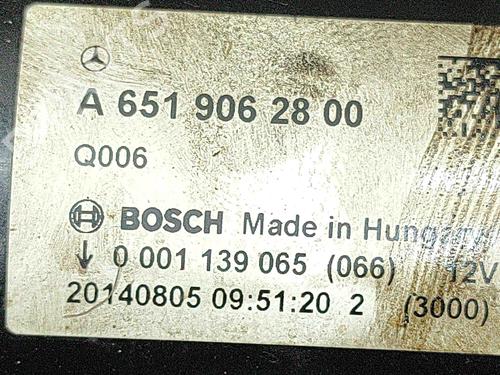 A 651 906 28 00
Q006
BOSCH Made in Hungary
0 001 139 065 (066) 12V
20140805 09:51:20 2 (3000)